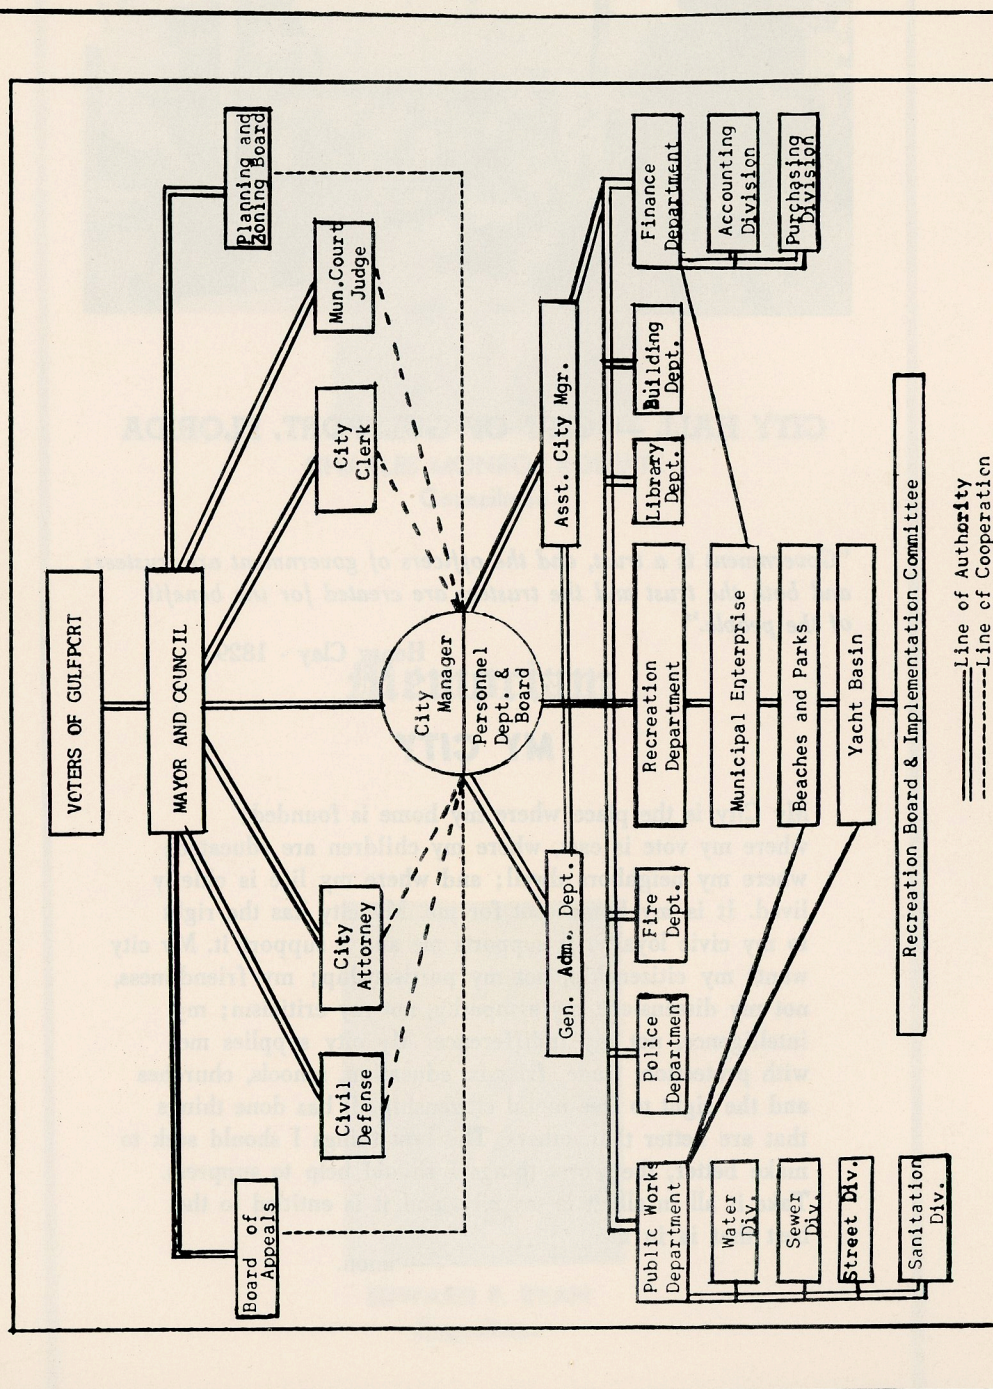 VOTERS OF GULFPORT
MAYOR AND COUNCIL
Board of
Appeals
Planning and
Zoning Board
Civil
Defense
City
Attorney
City
Clerk
Mun.Court
Judge
City
Manager
Personnel
Dept. &
Board
Gen. Adm., Dept.
Asst. City Mgr.
Public Works
Department
Police
Department
Fire
Dept.
Recreation
Department
Library
Dept.
Building
Dept.
Finance
Department
Water
Div.
Municipal Enterprise
Accounting
Division
Sewer
Div.
Beaches and Parks
Purchasing
Division
Street Div.
Yacht Basin
Sanitation
Div.
Recreation Board & Implementation Committee
Line of Authority
Line of Cooperation